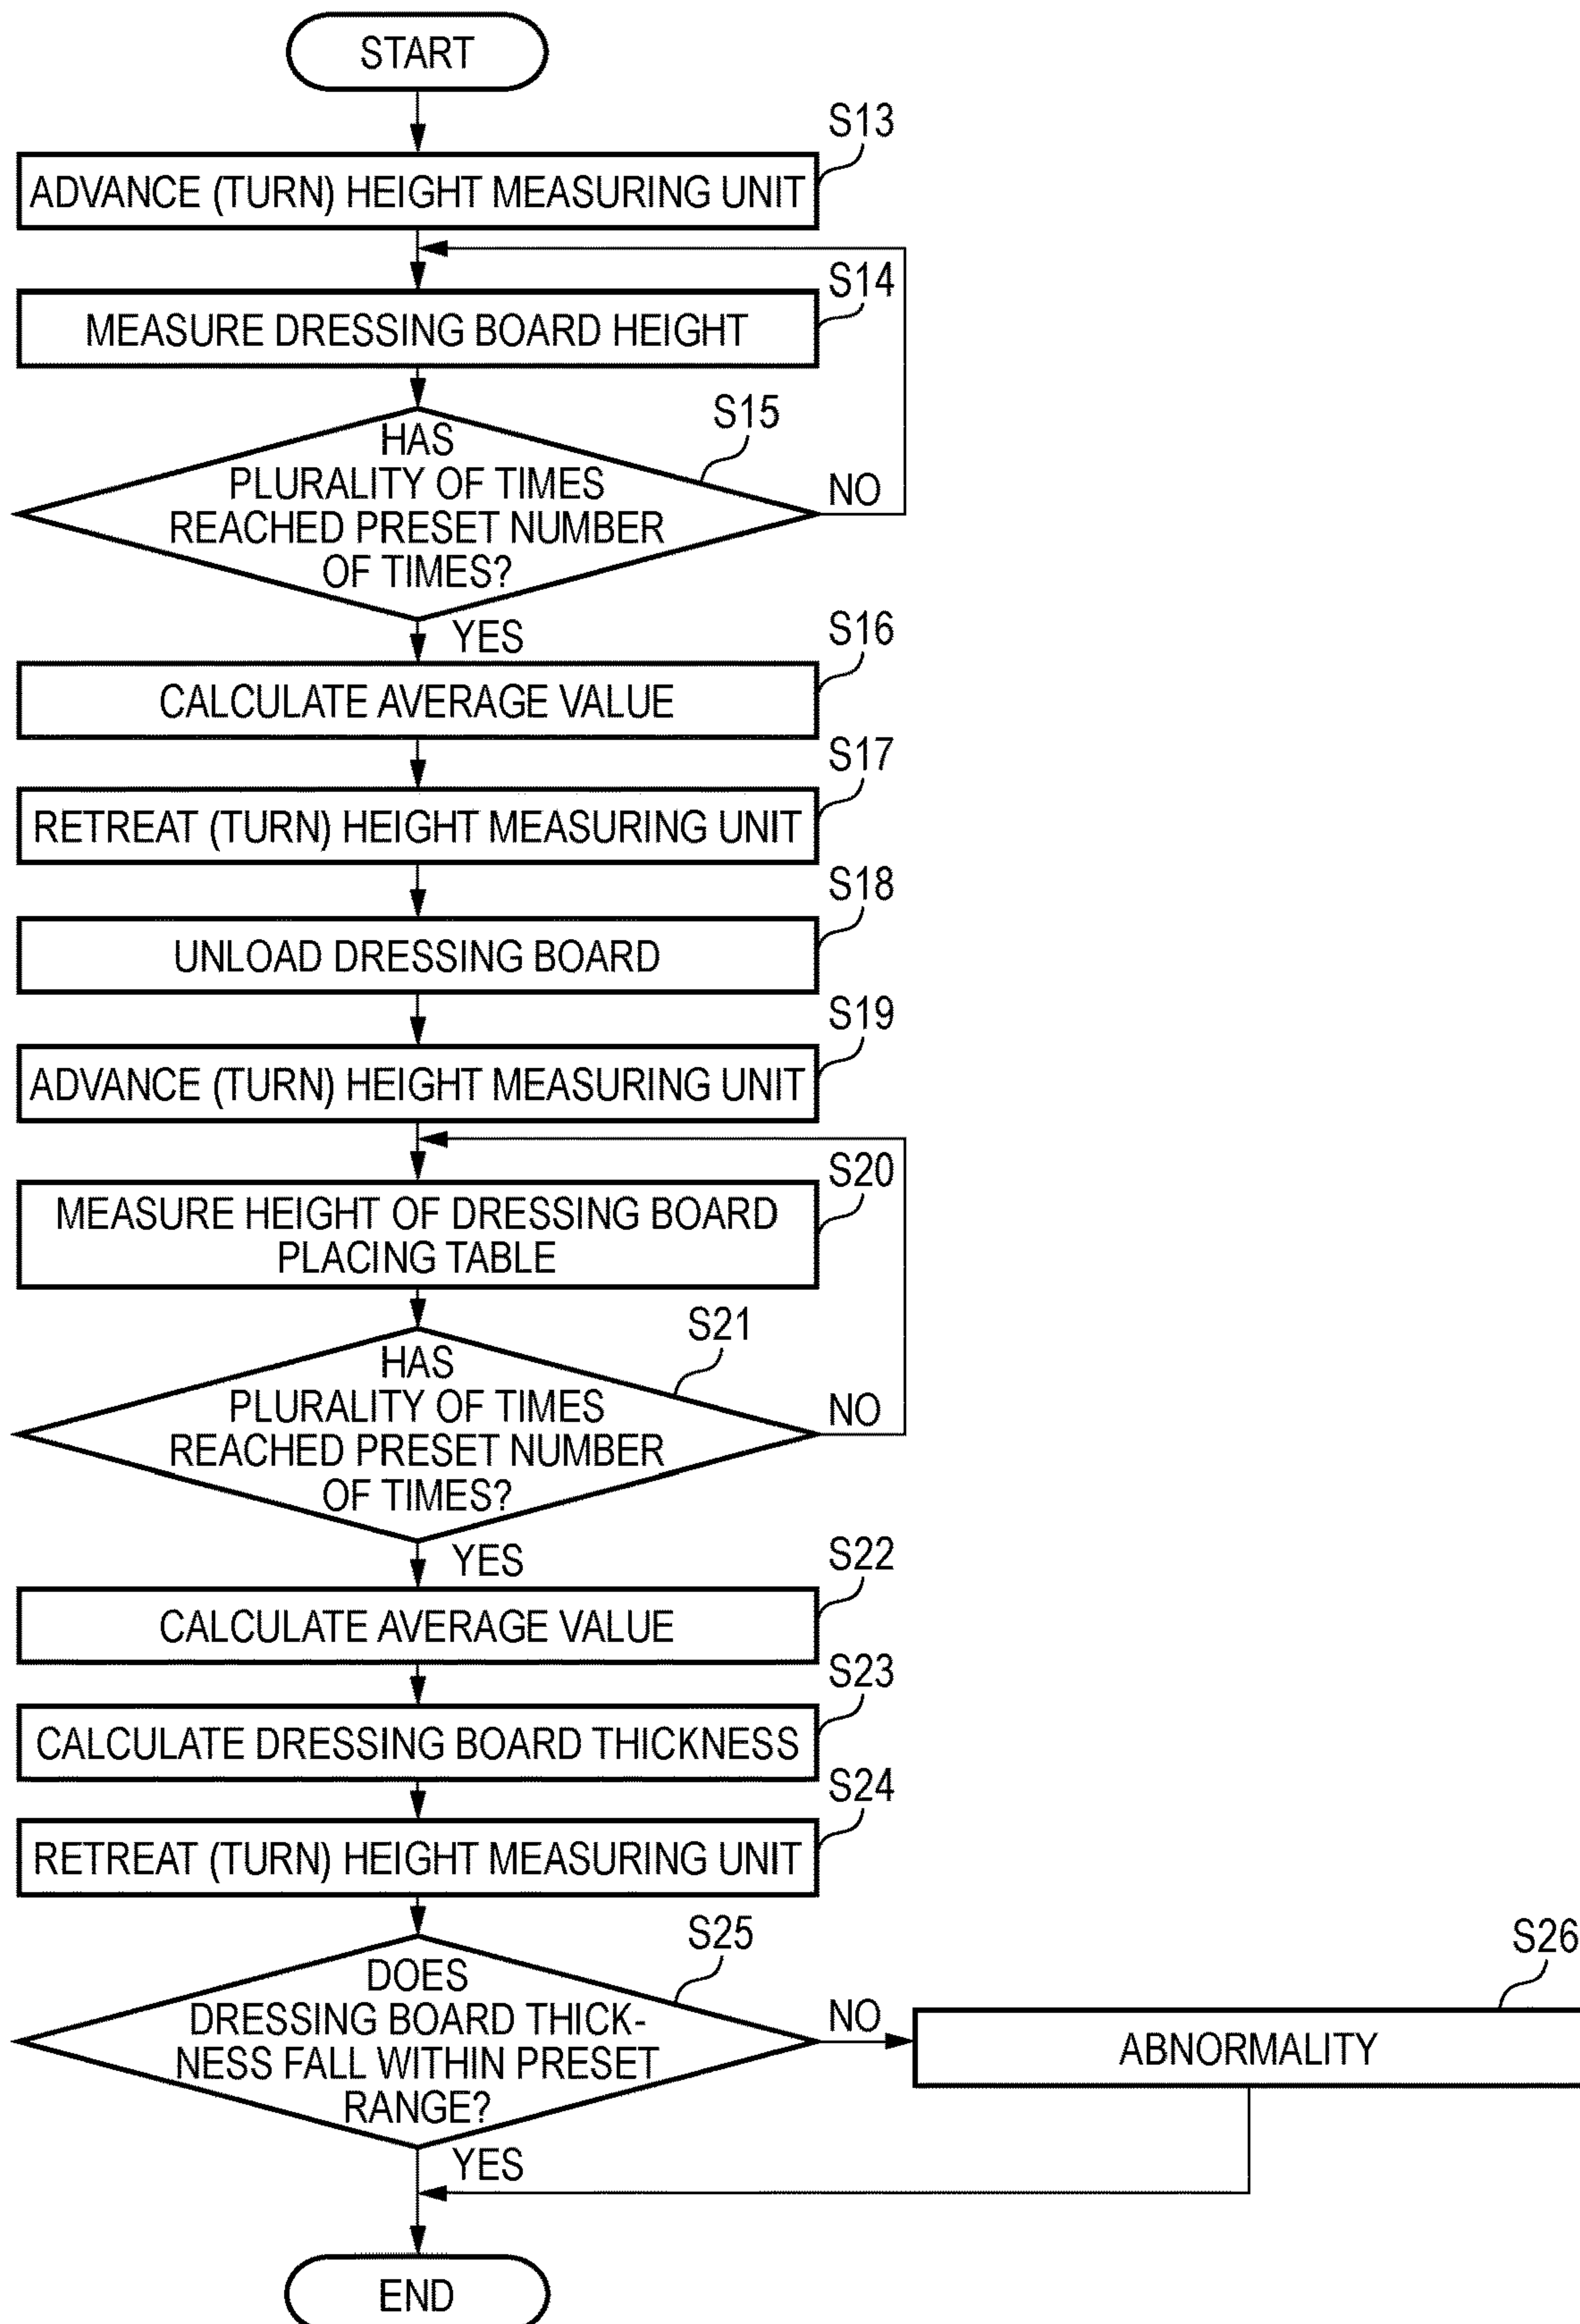 START
S13
ADVANCE (TURN) HEIGHT MEASURING UNIT
S14
MEASURE DRESSING BOARD HEIGHT
S15
HAS
PLURALITY OF TIMES
REACHED PRESET NUMBER
OF TIMES?
NO
YES
S16
CALCULATE AVERAGE VALUE
S17
RETREAT (TURN) HEIGHT MEASURING UNIT
S18
UNLOAD DRESSING BOARD
S19
ADVANCE (TURN) HEIGHT MEASURING UNIT
S20
MEASURE HEIGHT OF DRESSING BOARD
PLACING TABLE
S21
HAS
PLURALITY OF TIMES
REACHED PRESET NUMBER
OF TIMES?
NO
YES
S22
CALCULATE AVERAGE VALUE
S23
CALCULATE DRESSING BOARD THICKNESS
S24
RETREAT (TURN) HEIGHT MEASURING UNIT
S25
DOES
DRESSING BOARD THICK-
NESS FALL WITHIN PRESET
RANGE?
NO
S26
ABNORMALITY
YES
END